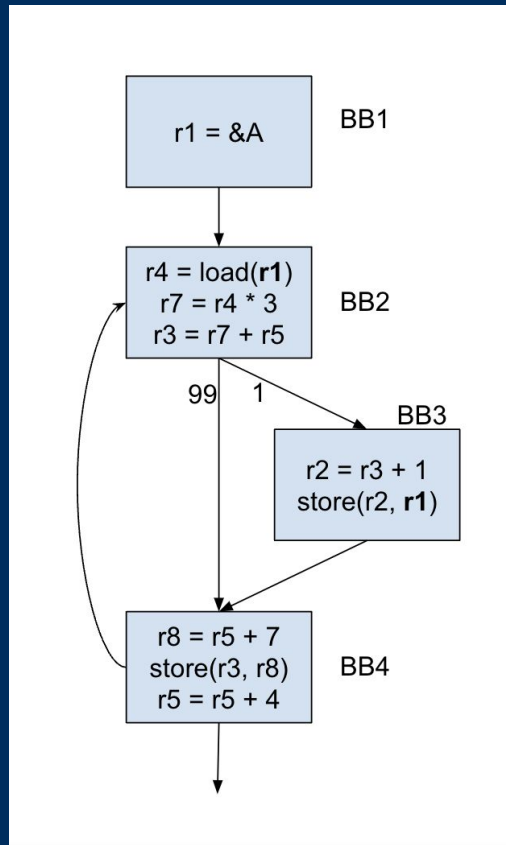 r1 = &A
BB1
r4 = load(r1)
r7 = r4 * 3
r3 = r7 + r5
BB2
99
1
BB3
r2 = r3 + 1
store(r2, r1)
r8 = r5 + 7
store(r3, r8)
r5 = r5 + 4
BB4